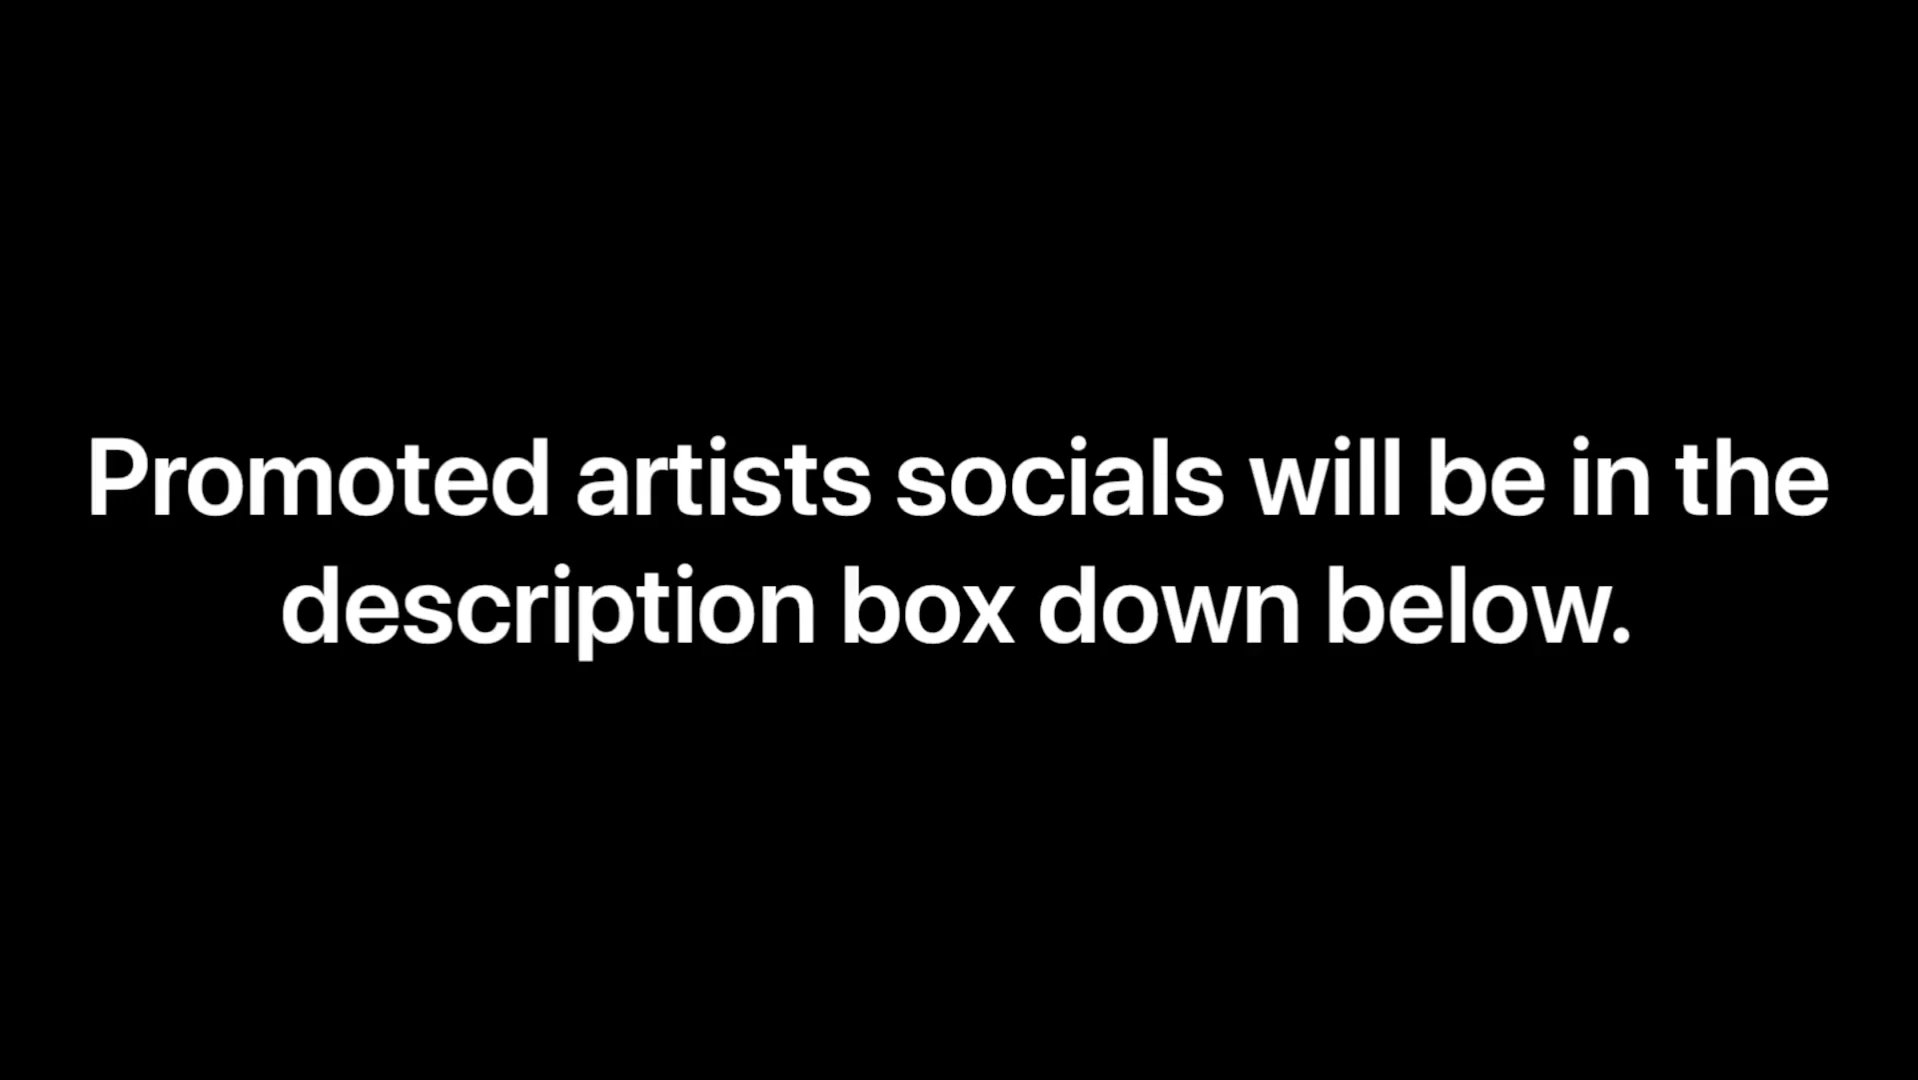 Promoted artists socials will be in the
description box down below.